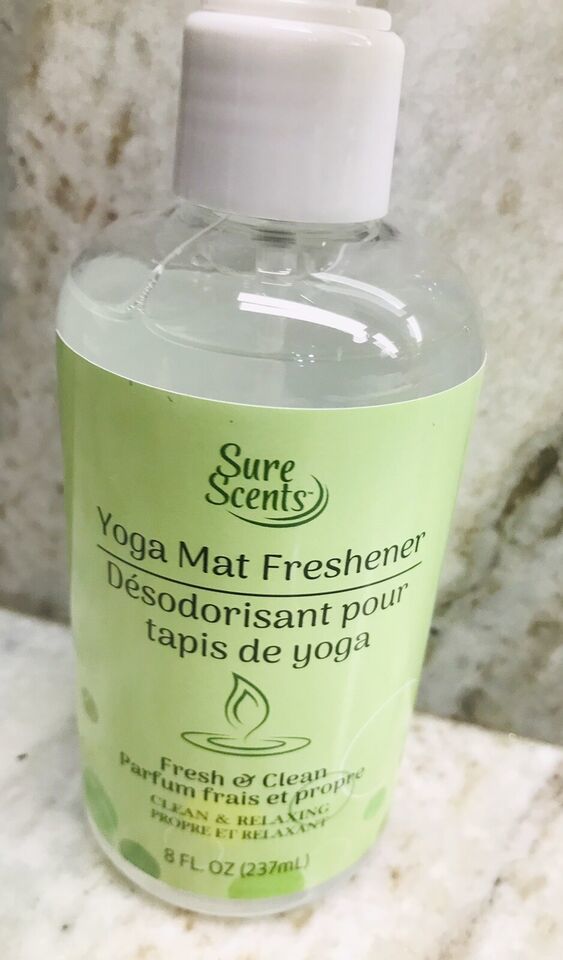 Sure
Scents™
Yoga Mat Freshener
Désodorisant pour
tapis de yoga
Fresh & Clean
Parfum frais et propre
CLEAN & RELAXING
PROPRE ET RELAXANT
8 FL. OZ (237mL)